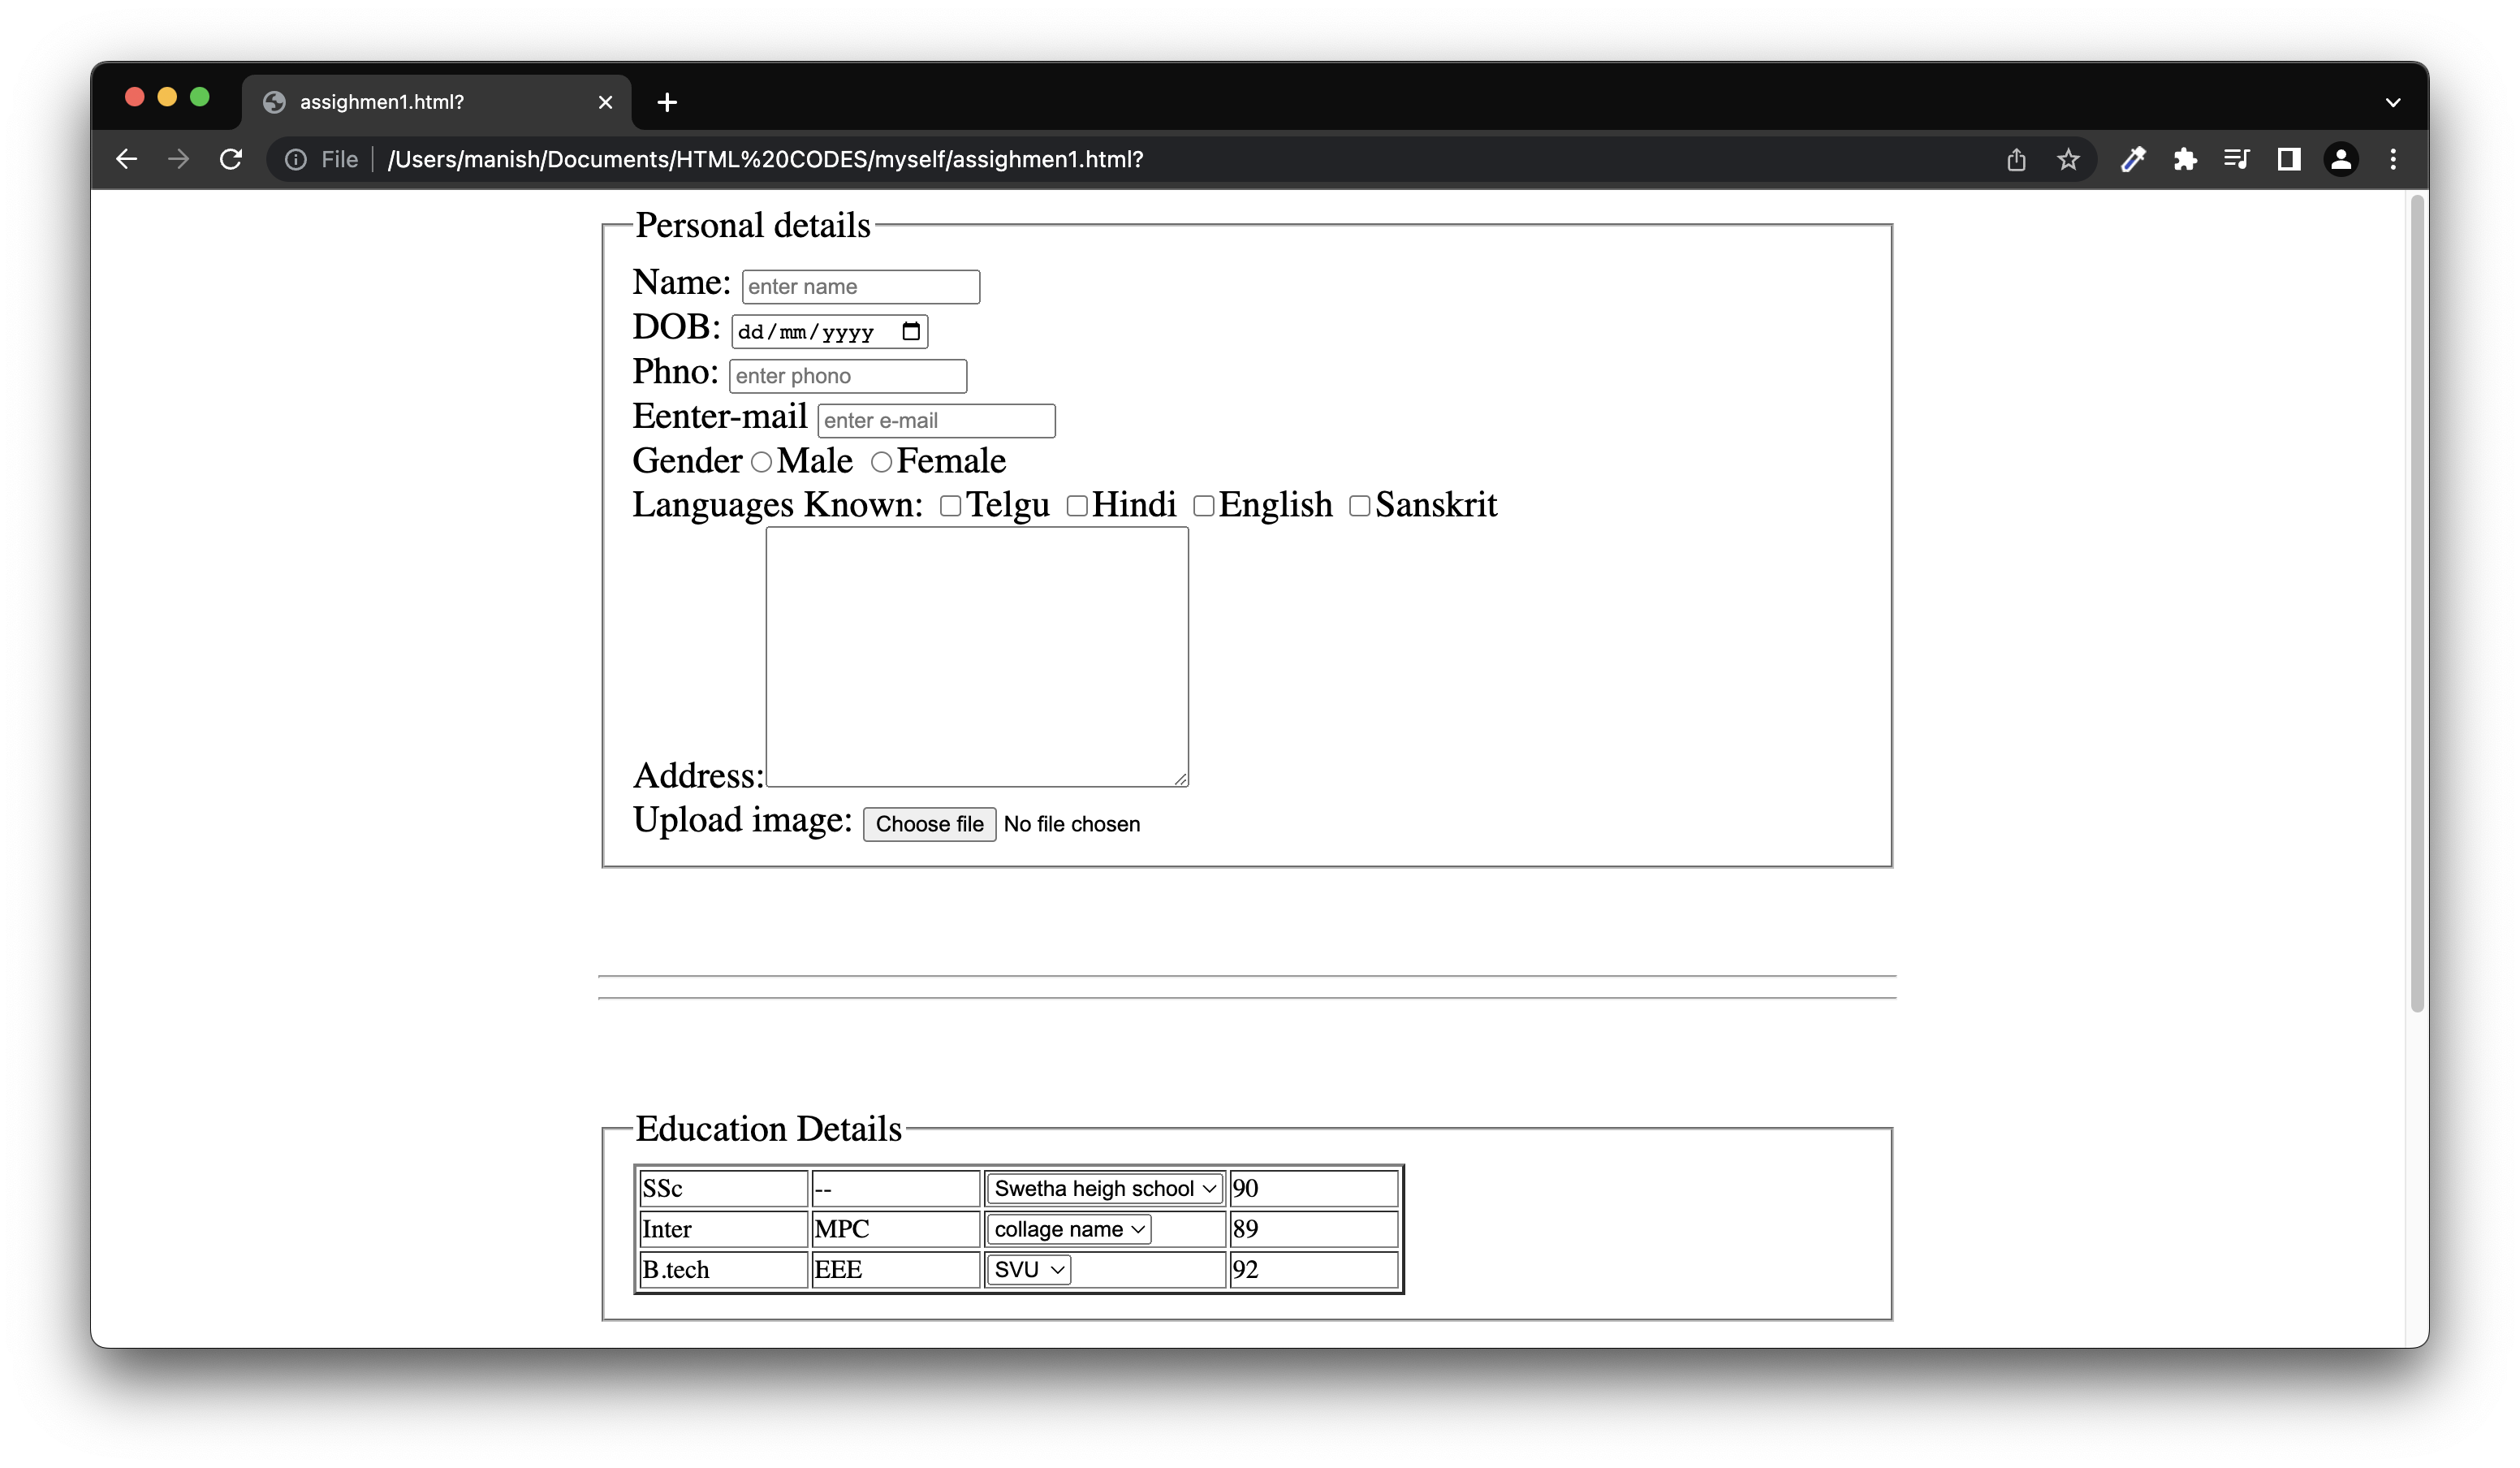 assighmen1.html?
File /Users/manish/Documents/HTML%20CODES/myself/assighmen1.html?
Personal details
Name: enter name
DOB: dd/mm/yyyy
Phno: enter phono
Eenter-mail enter e-mail
Gender Male Female
Languages Known: Telgu Hindi English Sanskrit
Address:
Upload image: Choose file No file chosen
Education Details
SSc -- Swetha heigh school 90
Inter MPC collage name 89
B.tech EEE SVU 92